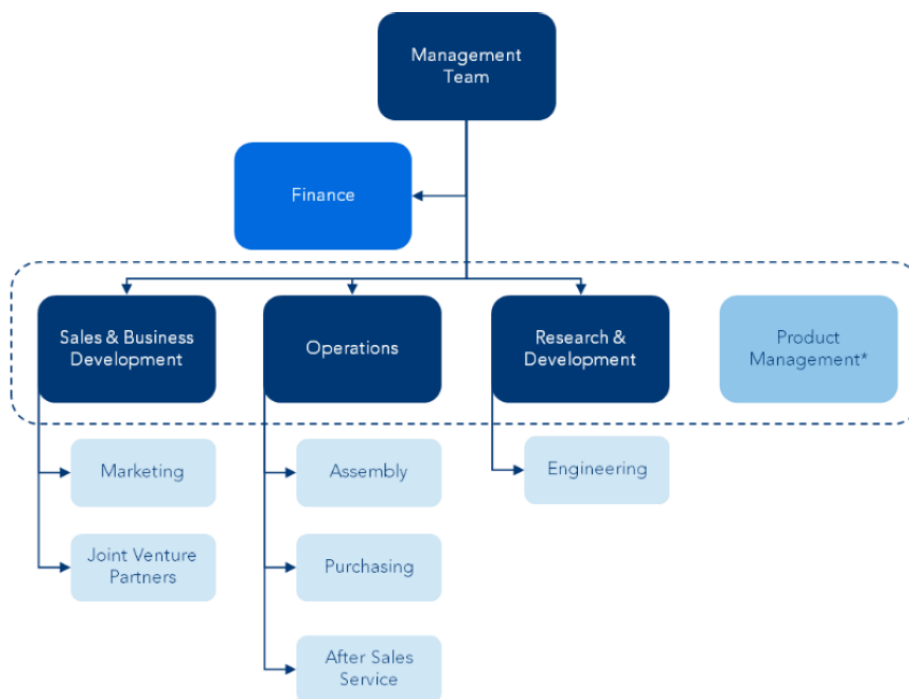 Management
Team
Finance
Sales & Business
Development
Operations
Research &
Development
Product
Management*
Marketing
Assembly
Engineering
Joint Venture
Partners
Purchasing
After Sales
Service